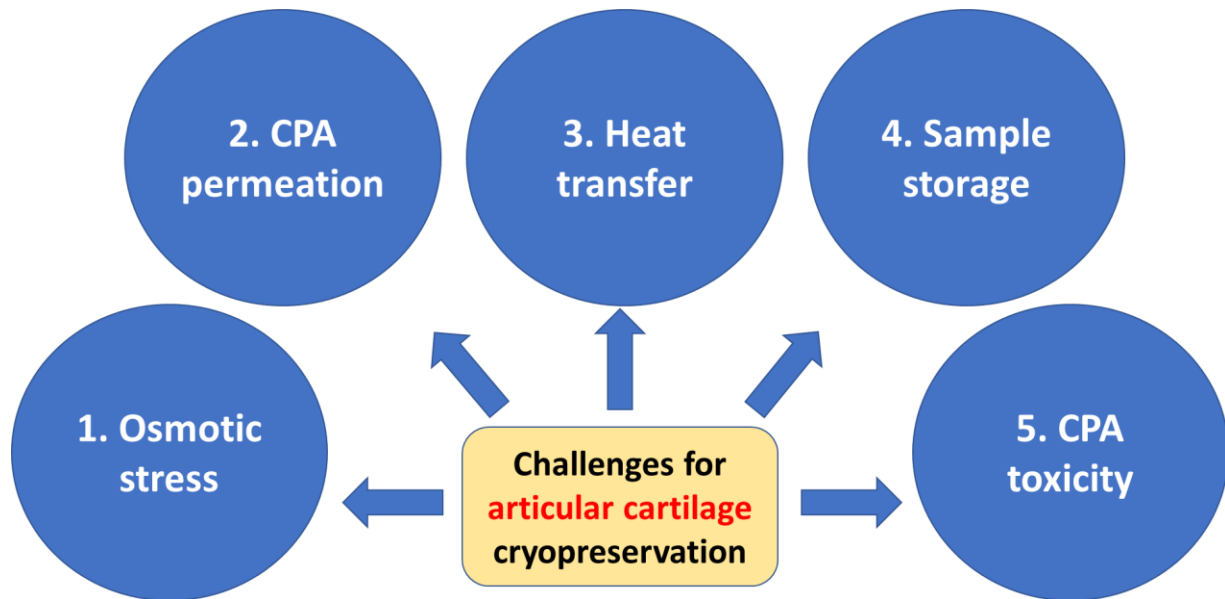 1. Osmotic
stress
2. CPA
permeation
3. Heat
transfer
4. Sample
storage
5. CPA
toxicity
Challenges for
articular cartilage
cryopreservation